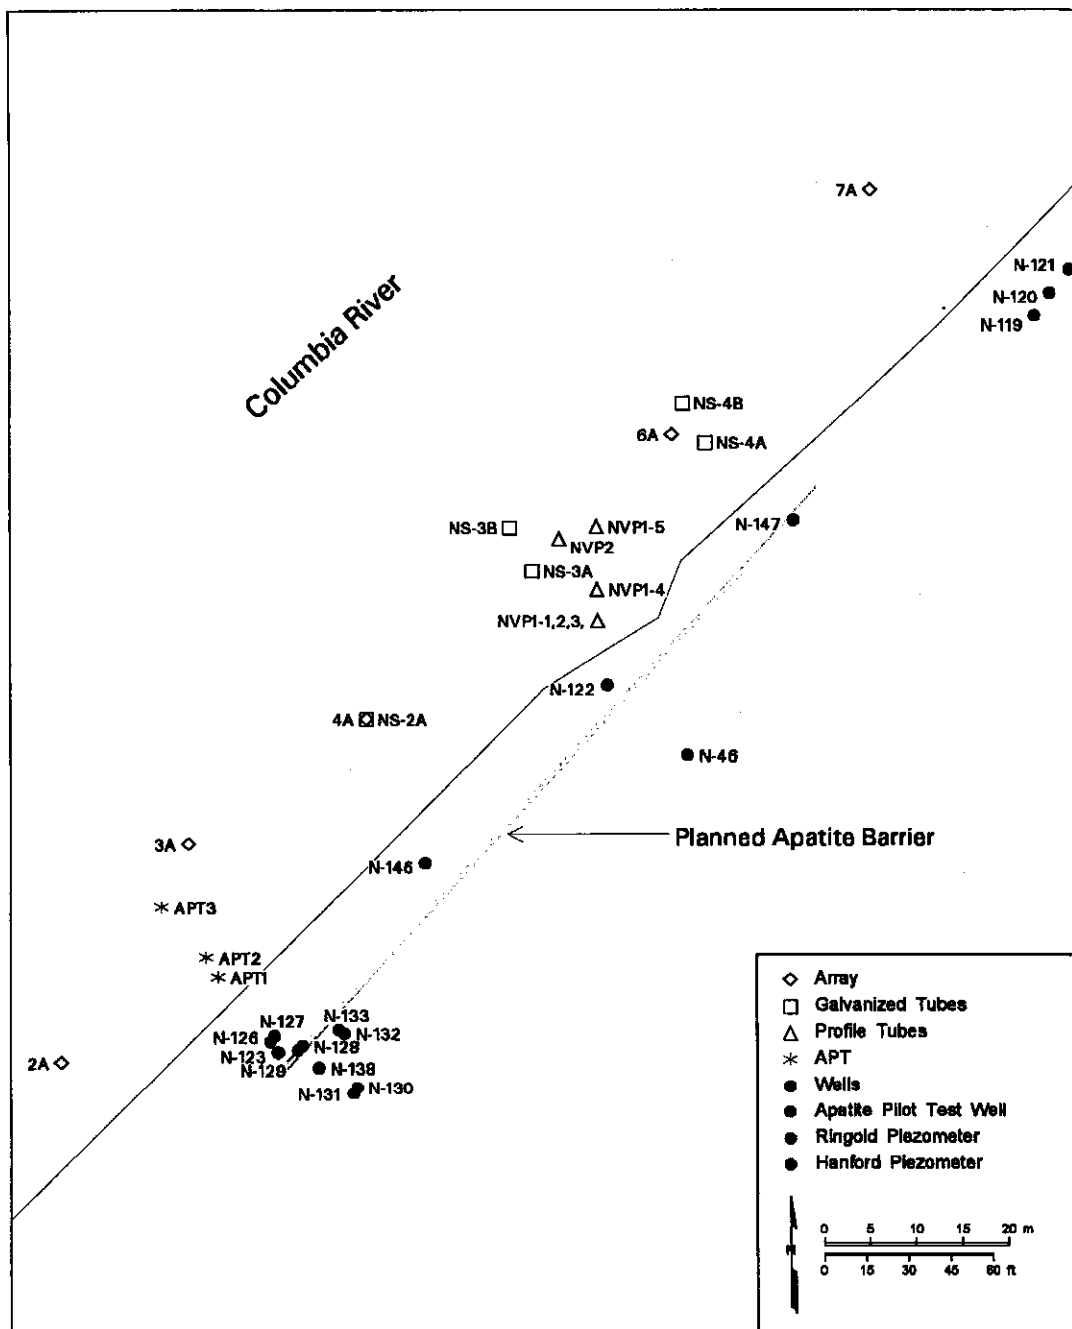 7A
Columbia River
N-121
N-120
N-119
NS-4B
6A
NS-4A
NS-3B
NVP1-5
N-147
NVP2
NS-3A
NVP1-4
NVP1-1,2,3,
N-122
4A
NS-2A
N-46
Planned Apatite Barrier
3A
N-146
APT3
APT2
APT1
N-133
N-127
N-132
N-126
N-128
N-123
N-129
N-138
2A
N-130
N-131
Array
Galvanized Tubes
Profile Tubes
APT
Wells
Apatite Pilot Test Well
Ringold Piezometer
Hanford Piezometer
N
0 5 10 15 20 m
0 15 30 45 60 ft